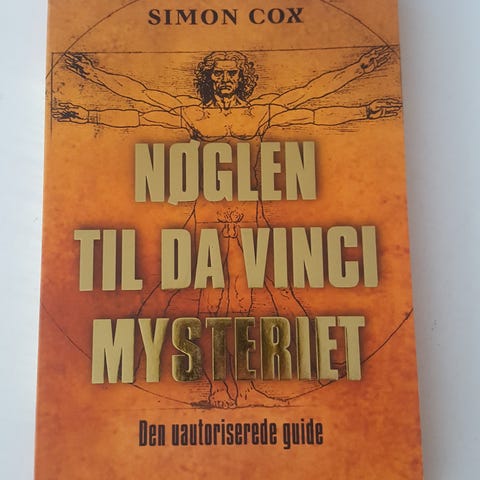 SIMON COX
NØGLEN
TIL DA VINCI
MYSTERIET
Den uautoriserede guide